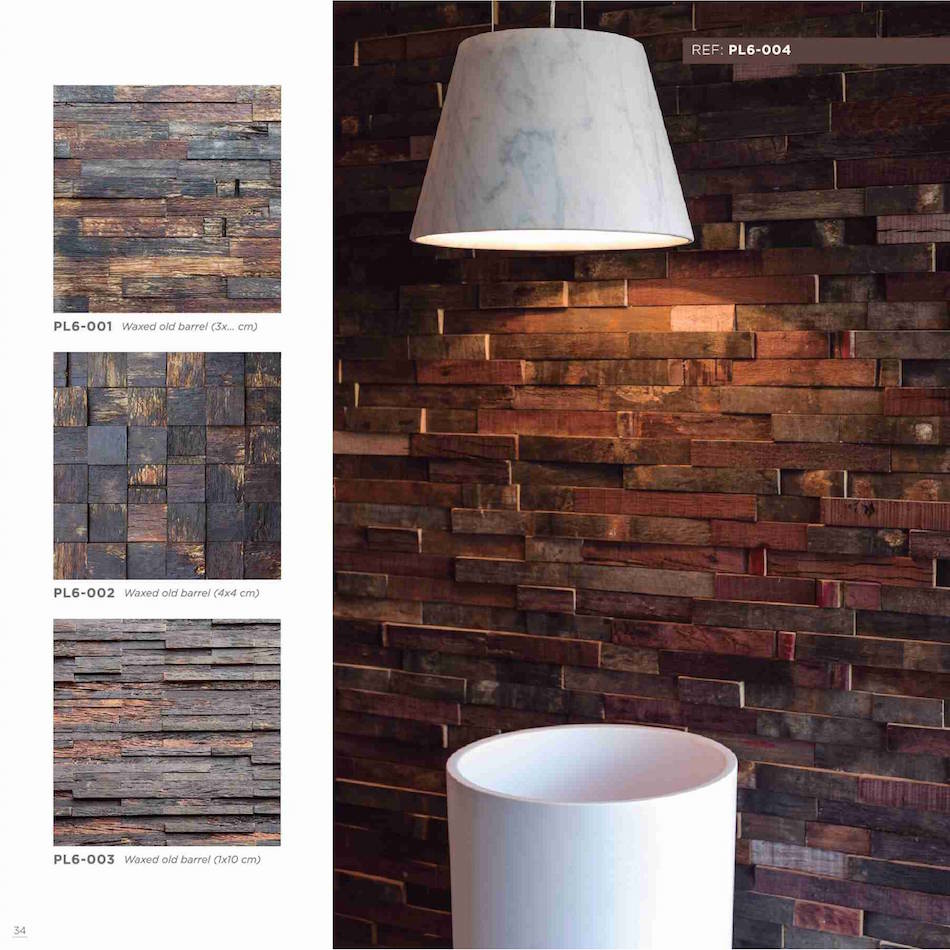 REF: PL6-004
PL6-001 Waxed old barrel (3x... cm)
PL6-002 Waxed old barrel (4x4 cm)
PL6-003 Waxed old barrel (1x10 cm)
34